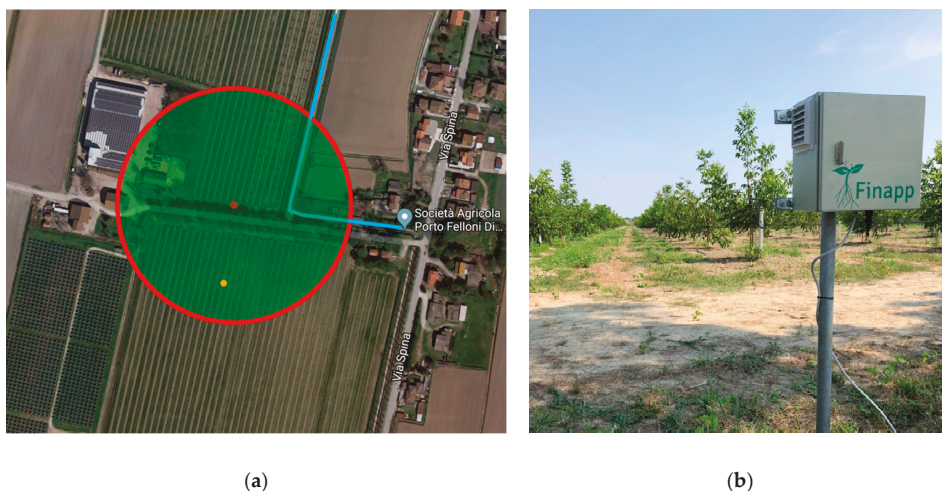 Via Spina
Società Agricola
Porto Felloni Di...
Via Spina
Finapp
(a)
(b)